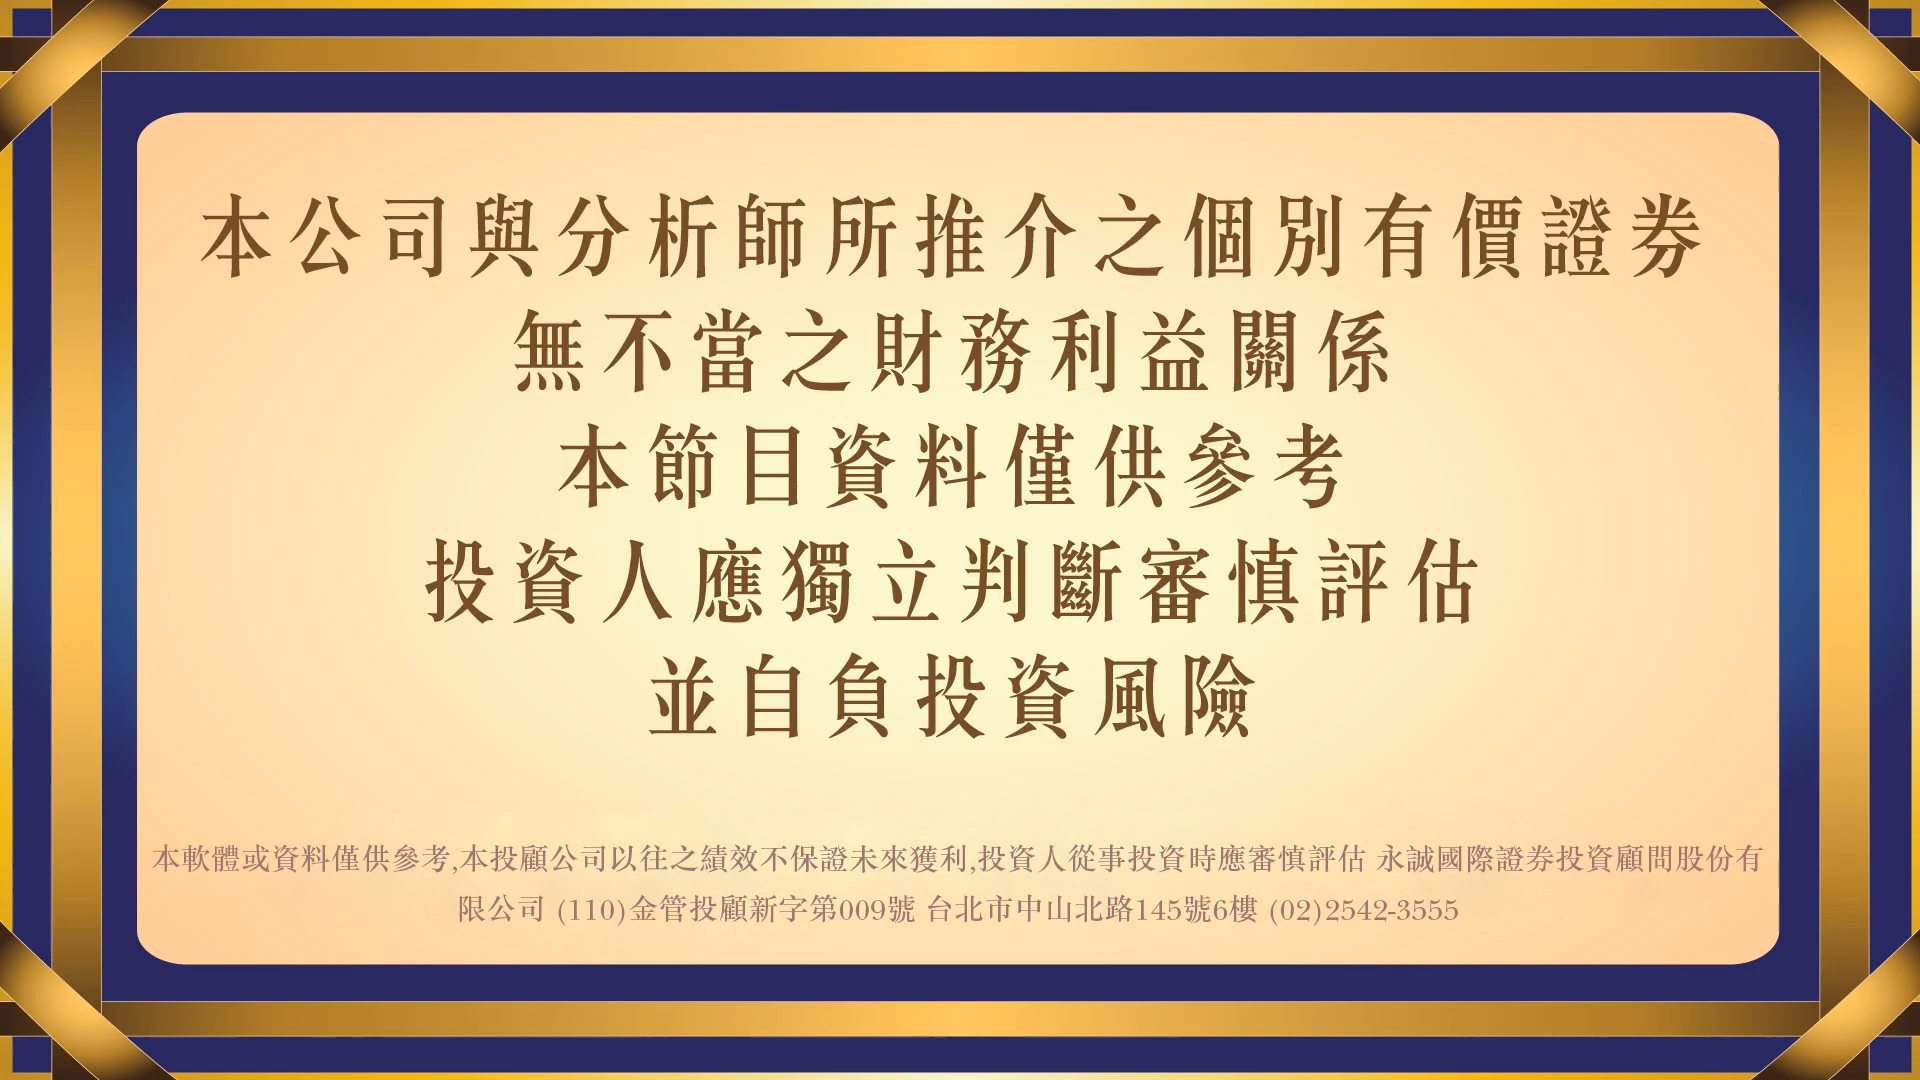 本公司與分析師所推介之個別有價證券
無不當之財務利益關係
本節目資料僅供參考
投資人應獨立判斷審慎評估
並自負投資風險
本軟體或資料僅供參考,本投顧公司以往之績效不保證未來獲利,投資人從事投資時應審慎評估 永誠國際證券投資顧問股份有
限公司 (110)金管投顧新字第009號 台北市中山北路145號6樓 (02)2542-3555